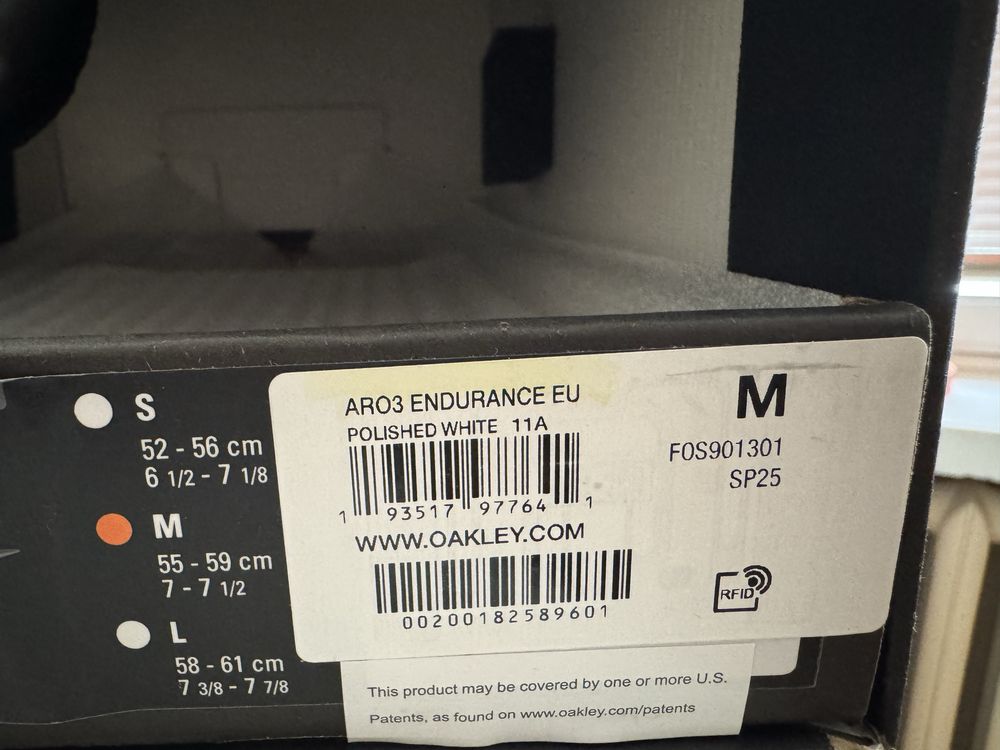 S
52 - 56 cm
6 1/2 - 7 1/8
M
55 - 59 cm
7 - 7 1/2
L
58 - 61 cm
7 3/8 - 7 7/8
ARO3 ENDURANCE EU
POLISHED WHITE 11A
1 93517 97764 1
WWW.OAKLEY.COM
00200182589601
M
F0S901301
SP25
RFID
This product may be covered by one or more U.S.
Patents, as found on www.oakley.com/patents